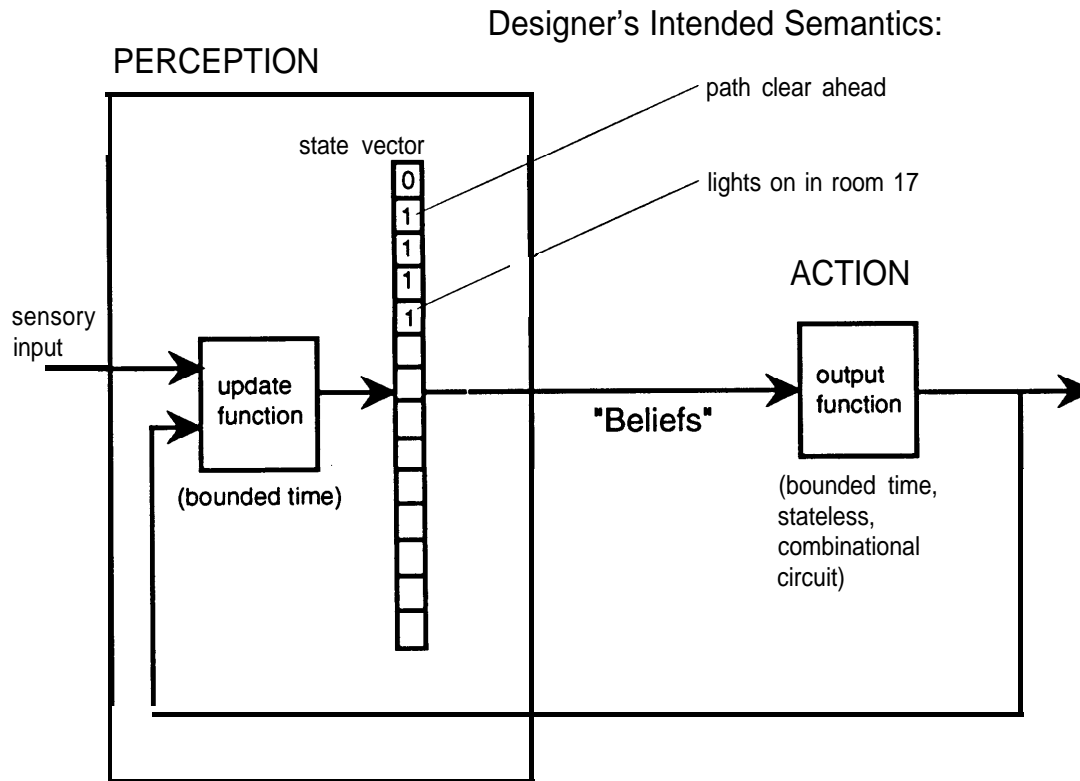 Designer's Intended Semantics:
PERCEPTION
path clear ahead
state vector
0
lights on in room 17
1
1
1
ACTION
1
sensory
input
update
function
output
function
"Beliefs"
(bounded time)
(bounded time,
stateless,
combinational
circuit)